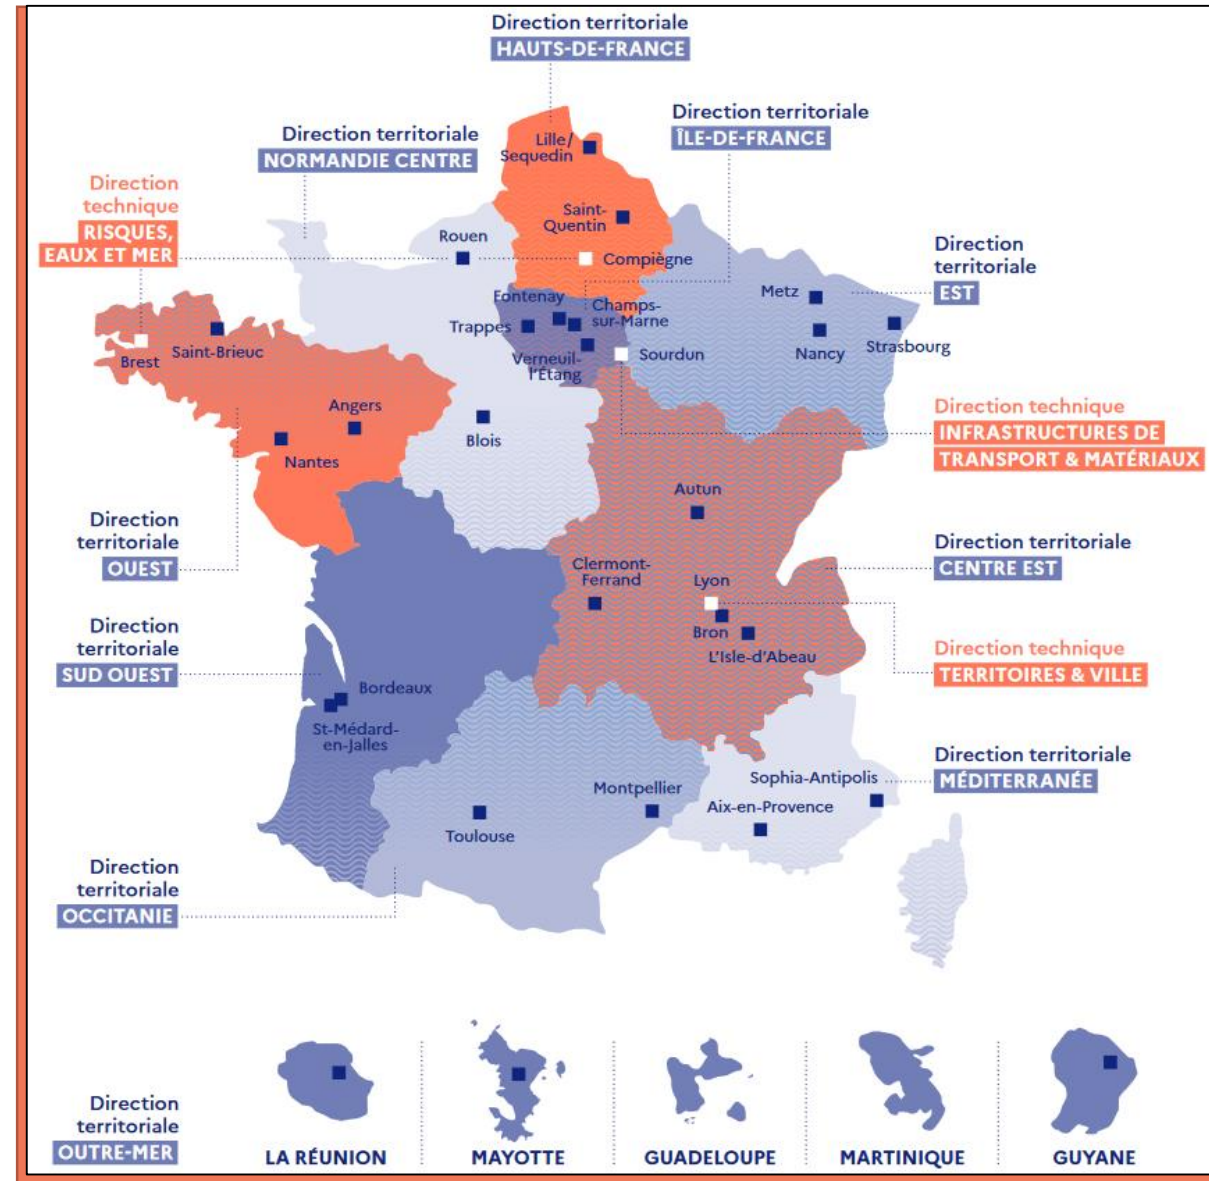 Direction territoriale
HAUTS-DE-FRANCE
Direction territoriale
ÎLE-DE-FRANCE
Direction territoriale
NORMANDIE CENTRE
Lille/
Sequedin
Direction
technique
RISQUES,
EAUX ET MER
Saint-
Quentin
Rouen
Compiègne
Direction
territoriale
EST
Metz
Fontenay
Champs-
sur-Marne
Trappes
Saint-Brieuc
Brest
Verneuil-
l'Étang
Sourdun
Nancy
Strasbourg
Angers
Nantes
Blois
Direction technique
INFRASTRUCTURES DE
TRANSPORT & MATÉRIAUX
Autun
Direction
territoriale
OUEST
Clermont-
Ferrand
Lyon
Direction territoriale
CENTRE EST
Bron
L'Isle-d'Abeau
Direction
territoriale
SUD OUEST
Direction technique
TERRITOIRES & VILLE
Bordeaux
St-Médard-
en-Jalles
Direction territoriale
MÉDITERRANÉE
Sophia-Antipolis
Montpellier
Aix-en-Provence
Toulouse
Direction
territoriale
OCCITANIE
Direction
territoriale
OUTRE-MER
LA RÉUNION
MAYOTTE
GUADELOUPE
MARTINIQUE
GUYANE